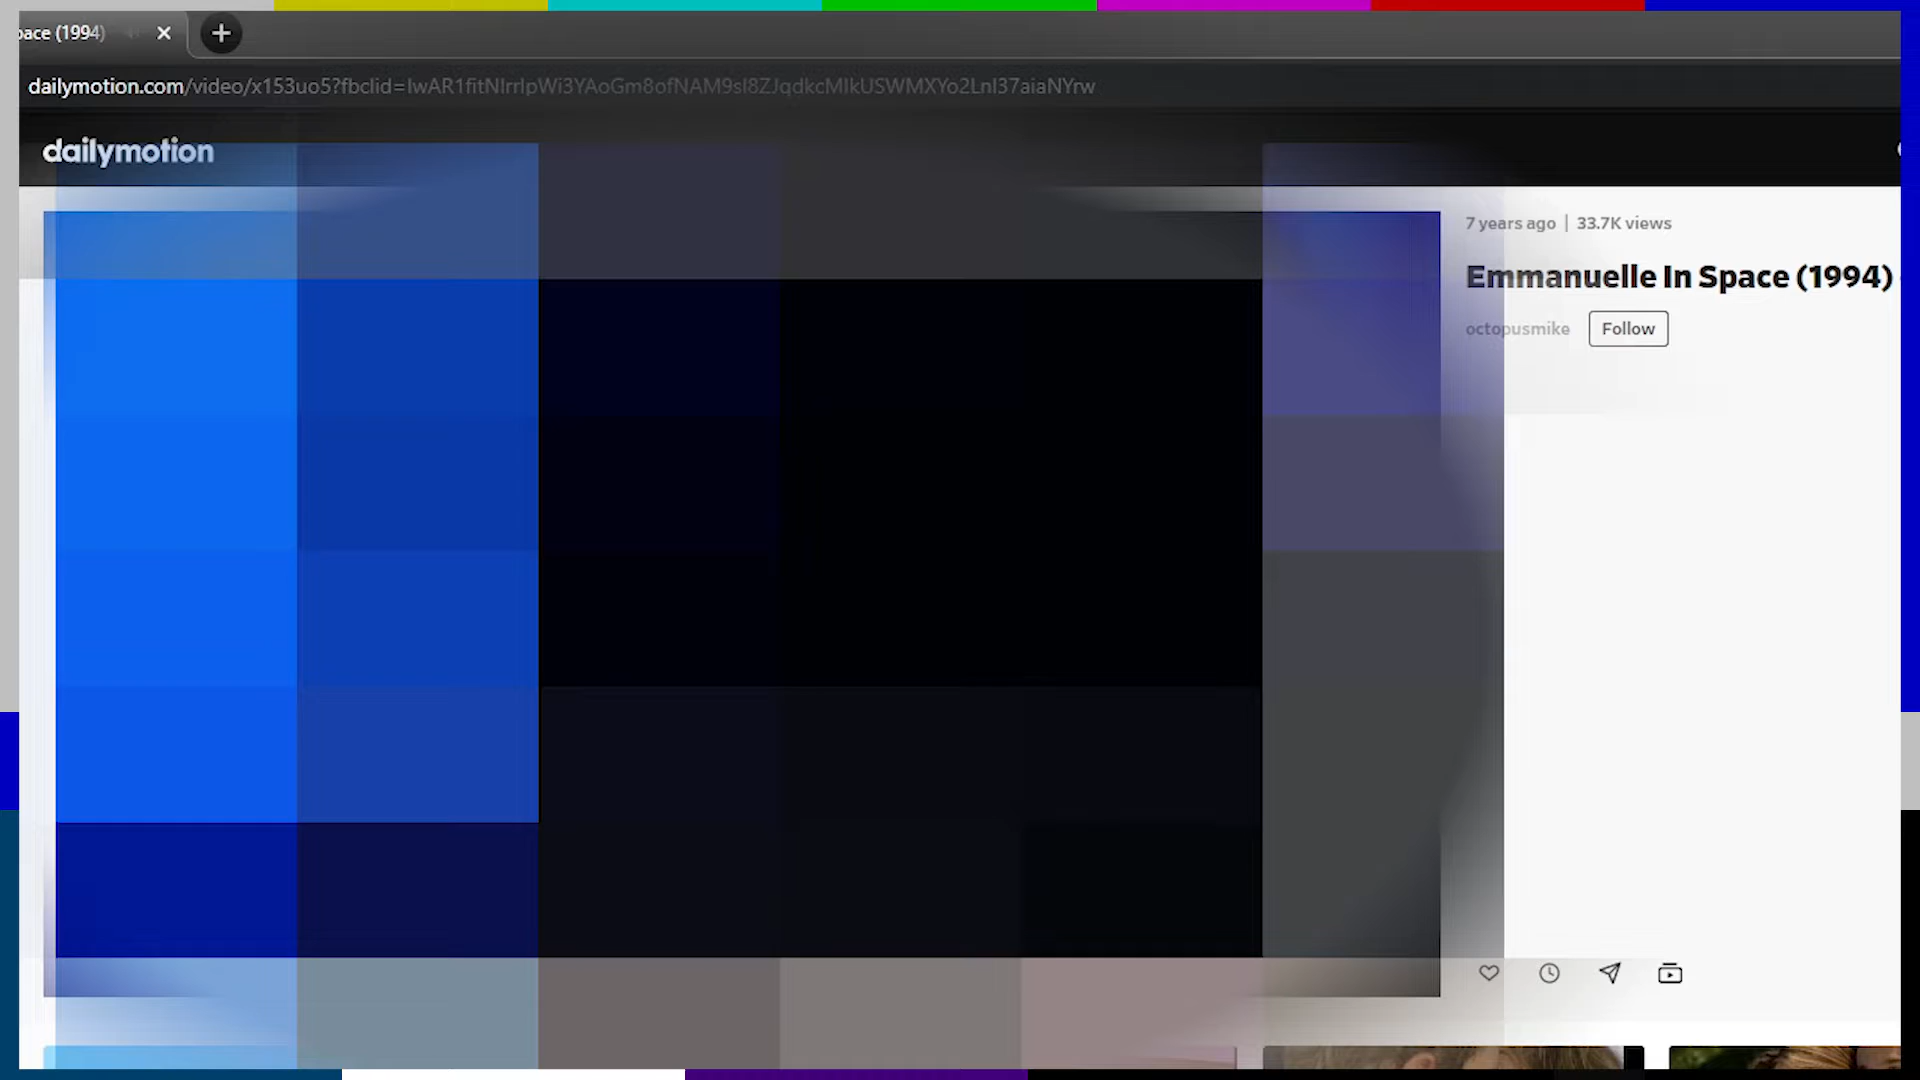 pace (1994)
dailymotion.com/video/x153uo5?fbclid=IwAR1fitNIrrIpWi3YAoGm8ofNAM9sI8ZJqdkcMIkUSWMXYo2LnI37aiaNYrw
dailymotion
7 years ago | 33.7K views
Emmanuelle In Space (1994)
octopusmike
Follow